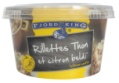 FJORD KING
Rillettes Thon
et citron beldi